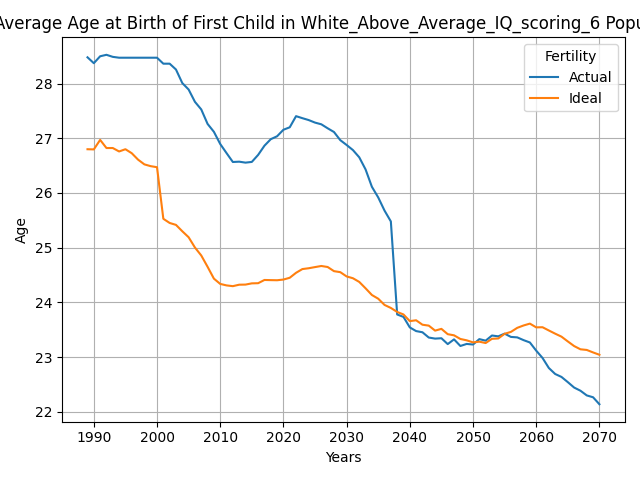 Average Age at Birth of First Child in White_Above_Average_IQ_scoring_6 Popu
Fertility
Actual
Ideal
28
27
26
25
24
23
22
Age
1990 2000 2010 2020 2030 2040 2050 2060 2070
Years